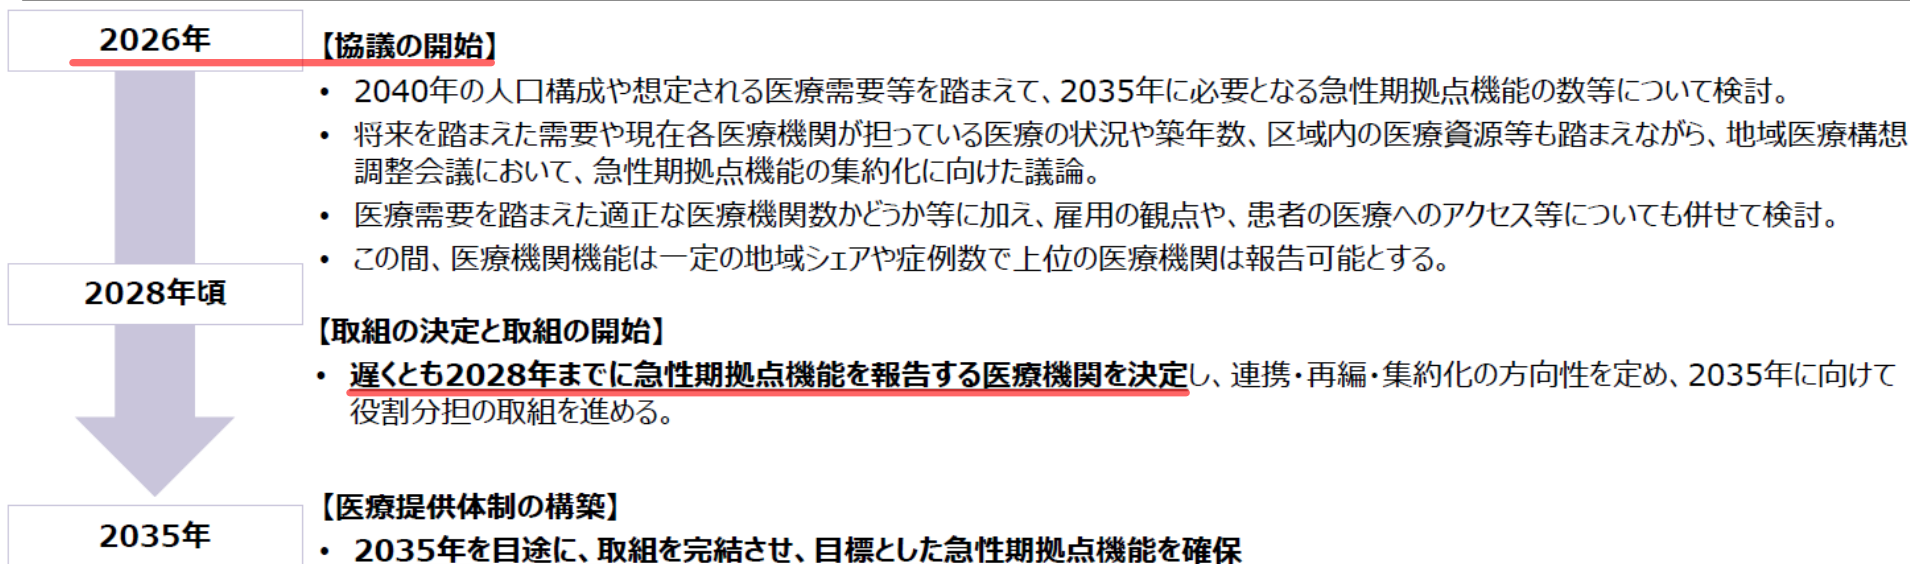 2026年
【協議の開始】
• 2040年の人口構成や想定される医療需要等を踏まえて、2035年に必要となる急性期拠点機能の数等について検討。
• 将来を踏まえた需要や現在各医療機関が担っている医療の状況や築年数、区域内の医療資源等も踏まえながら、地域医療構想
調整会議において、急性期拠点機能の集約化に向けた議論。
• 医療需要を踏まえた適正な医療機関数かどうか等に加え、雇用の観点や、患者の医療へのアクセス等についても併せて検討。
• この間、医療機関機能は一定の地域シェアや症例数で上位の医療機関は報告可能とする。
2028年頃
【取組の決定と取組の開始】
• 遅くとも2028年までに急性期拠点機能を報告する医療機関を決定し、連携・再編・集約化の方向性を定め、2035年に向けて
役割分担の取組を進める。
2035年
【医療提供体制の構築】
• 2035年を目途に、取組を完結させ、目標とした急性期拠点機能を確保